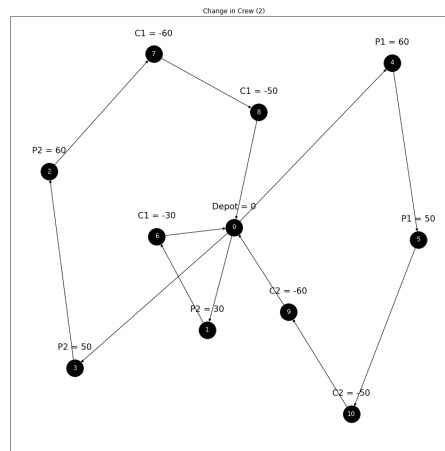 Change in Crew (2)
C1 = -60
7
P1 = 60
4
C1 = -50
8
P2 = 60
2
Depot = 0
0
C1 = -30
6
P1 = 50
5
C2 = -60
9
P2 = 30
1
P2 = 50
3
C2 = -50
10